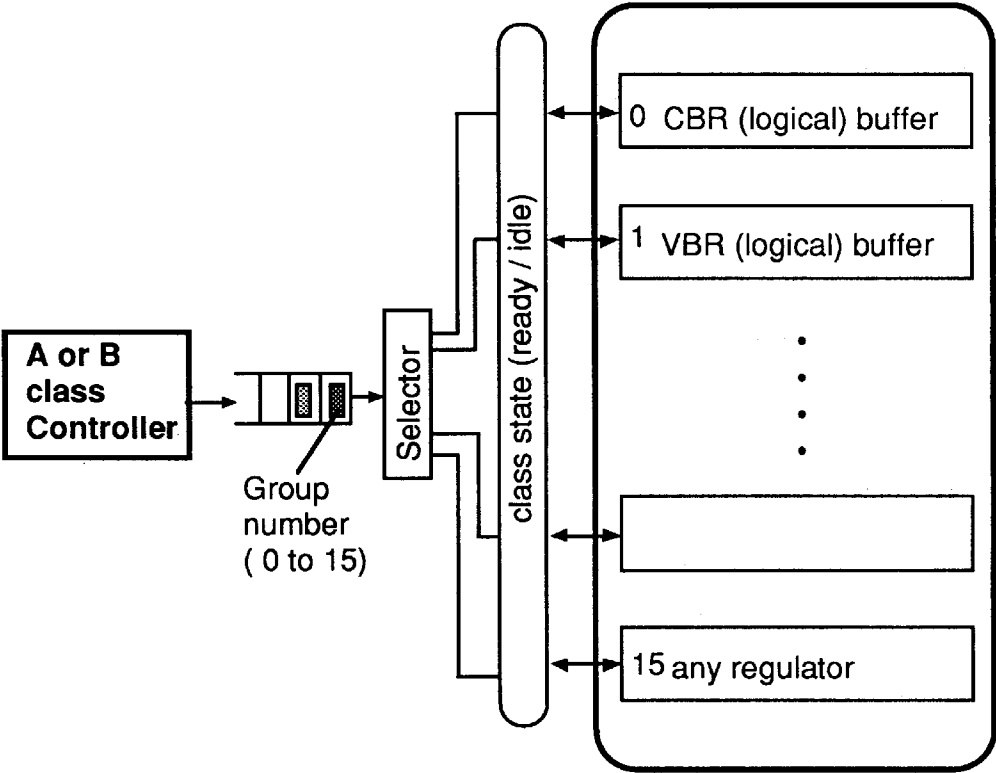 A or B
class
Controller
Group
number
( 0 to 15)
Selector
class state (ready / idle)
0 CBR (logical) buffer
1 VBR (logical) buffer
15 any regulator